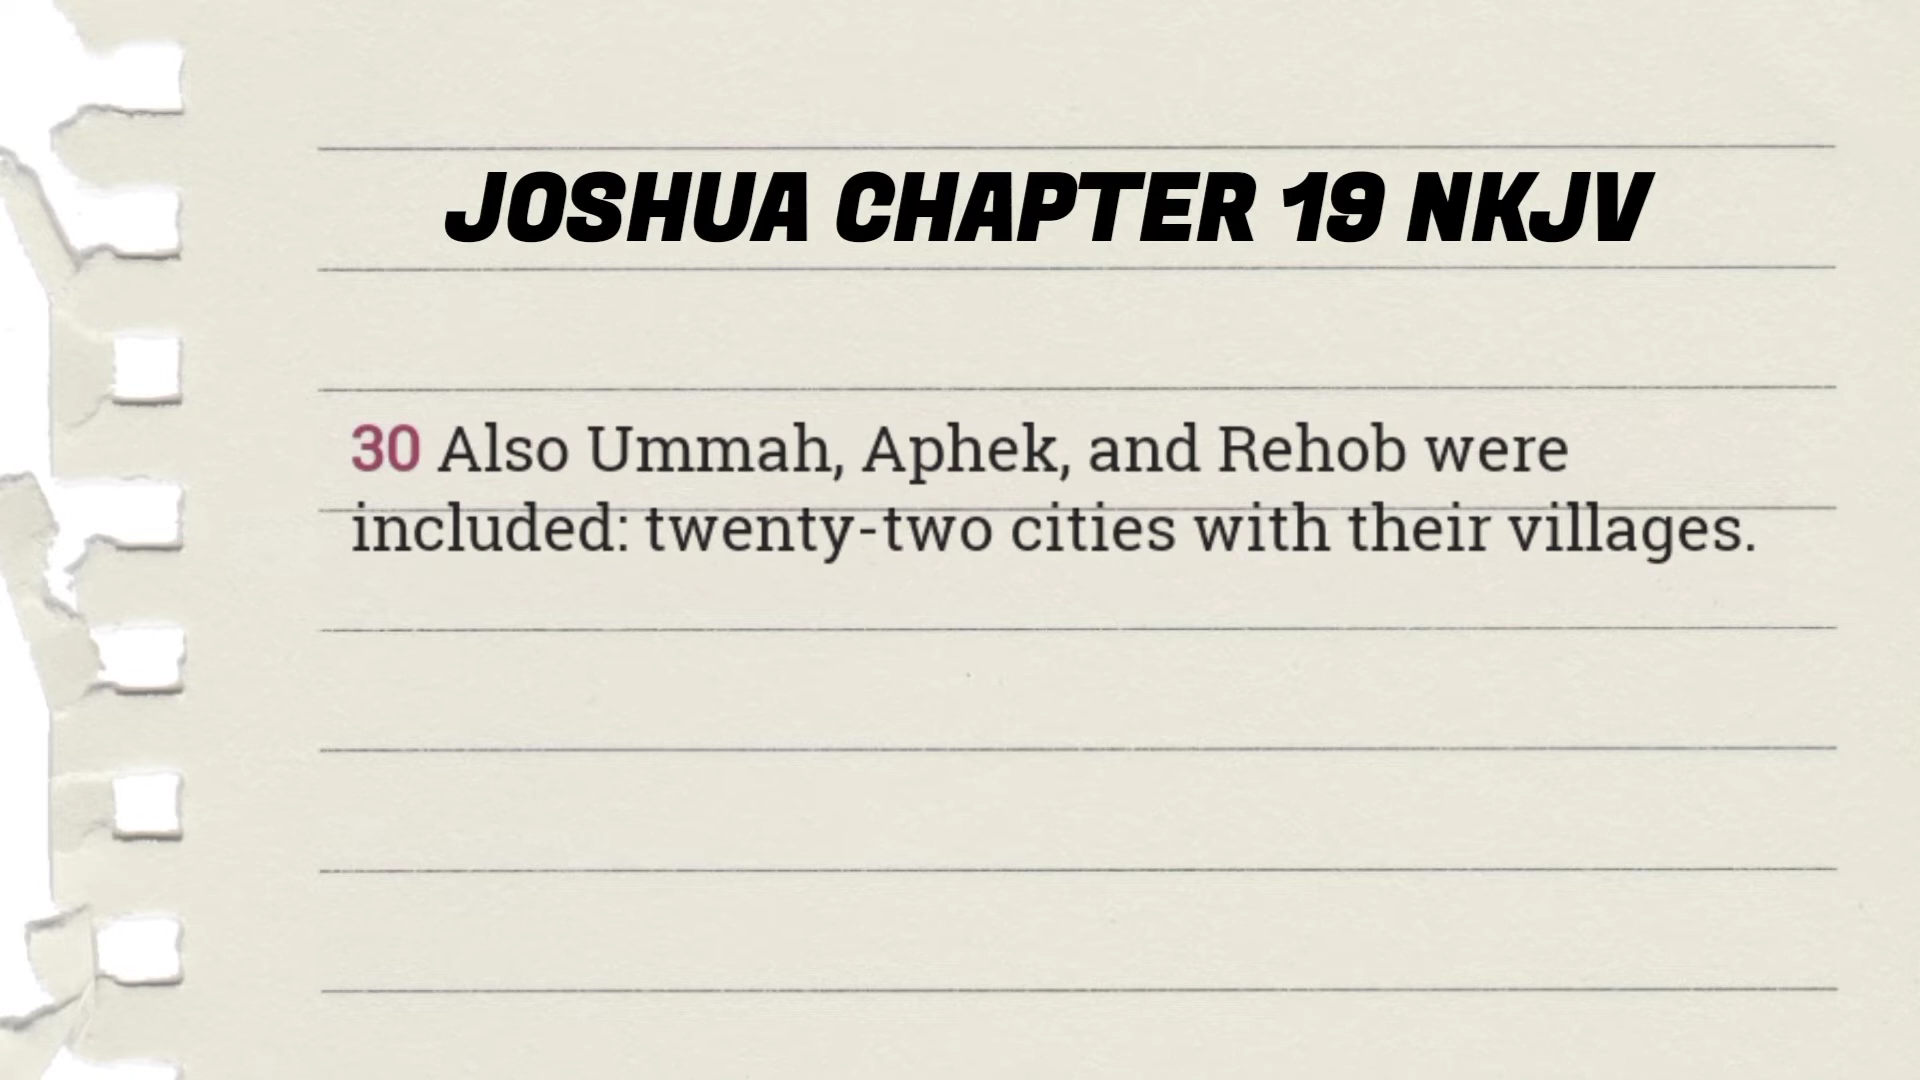 JOSHUA CHAPTER 19 NKJV
30 Also Ummah, Aphek, and Rehob were
included: twenty-two cities with their villages.